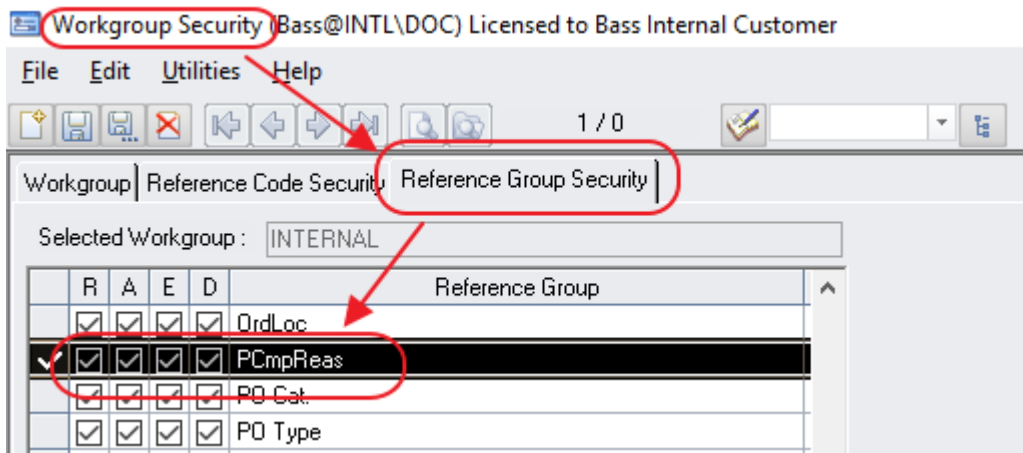 Workgroup Security (Bass@INTL\DOC) Licensed to Bass Internal Customer
File Edit Utilities Help
1 / 0
Workgroup Reference Code Security Reference Group Security
Selected Workgroup : INTERNAL
R A E D Reference Group
OrdLoc
PCmpReas
PO Cat.
PO Type